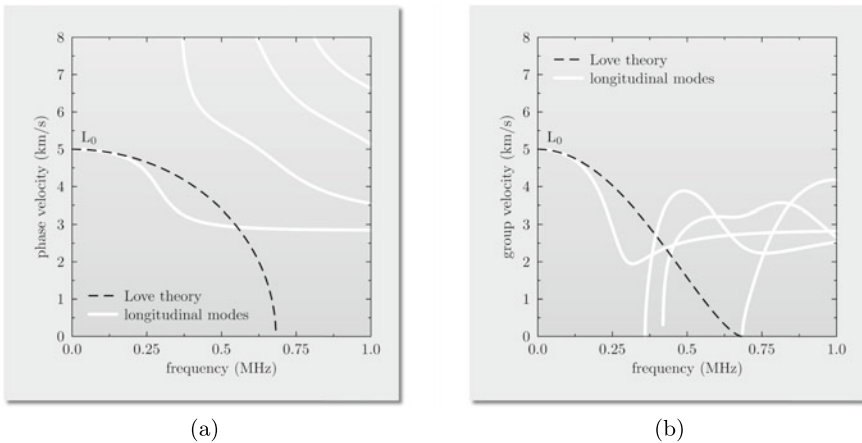 8
7
6
5
4
3
2
1
0
phase velocity (km/s)
L0
Love theory
longitudinal modes
0.0 0.25 0.5 0.75 1.0
frequency (MHz)
(a)
8
7
6
5
4
3
2
1
0
group velocity (km/s)
Love theory
longitudinal modes
L0
0.0 0.25 0.5 0.75 1.0
frequency (MHz)
(b)